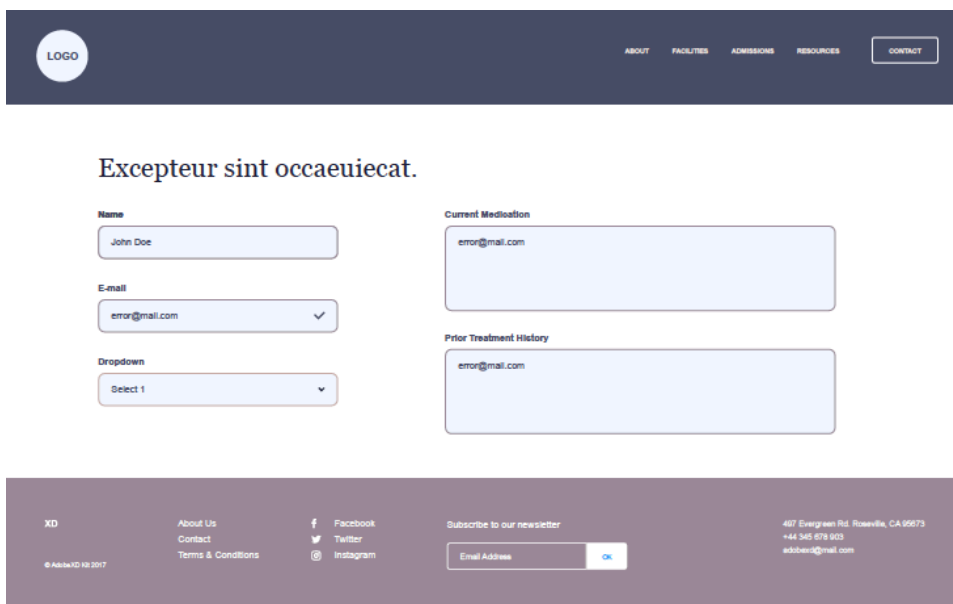 LOGO
ABOUT FACILITIES ADMISSIONS RESOURCES CONTACT
Excepteur sint occaeuiecat.
Name
John Doe
E-mail
error@mail.com
Dropdown
Select 1
Current Medication
error@mail.com
Prior Treatment History
error@mail.com
XD
© AdobeXD Kit 2017
About Us
Contact
Terms & Conditions
Facebook
Twitter
Instagram
Subscribe to our newsletter
Email Address OK
497 Evergreen Rd. Roseville, CA 95673
+44 345 678 903
adobexd@mail.com